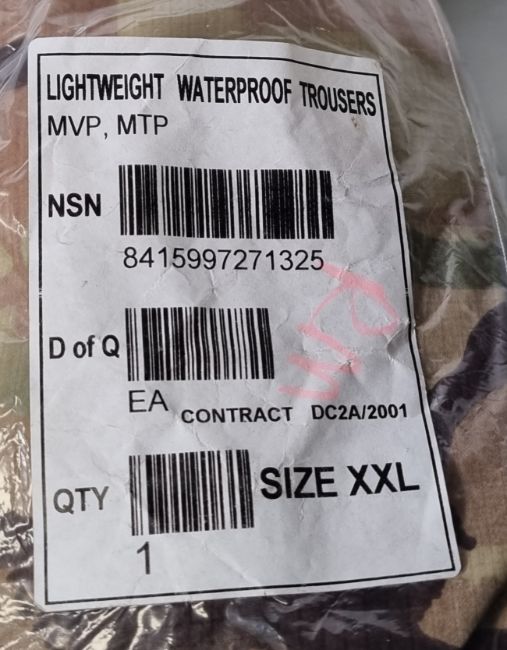 LIGHTWEIGHT WATERPROOF TROUSERS
MVP, MTP
NSN
8415997271325
D of Q
EA CONTRACT DC2A/2001
QTY SIZE XXL
1